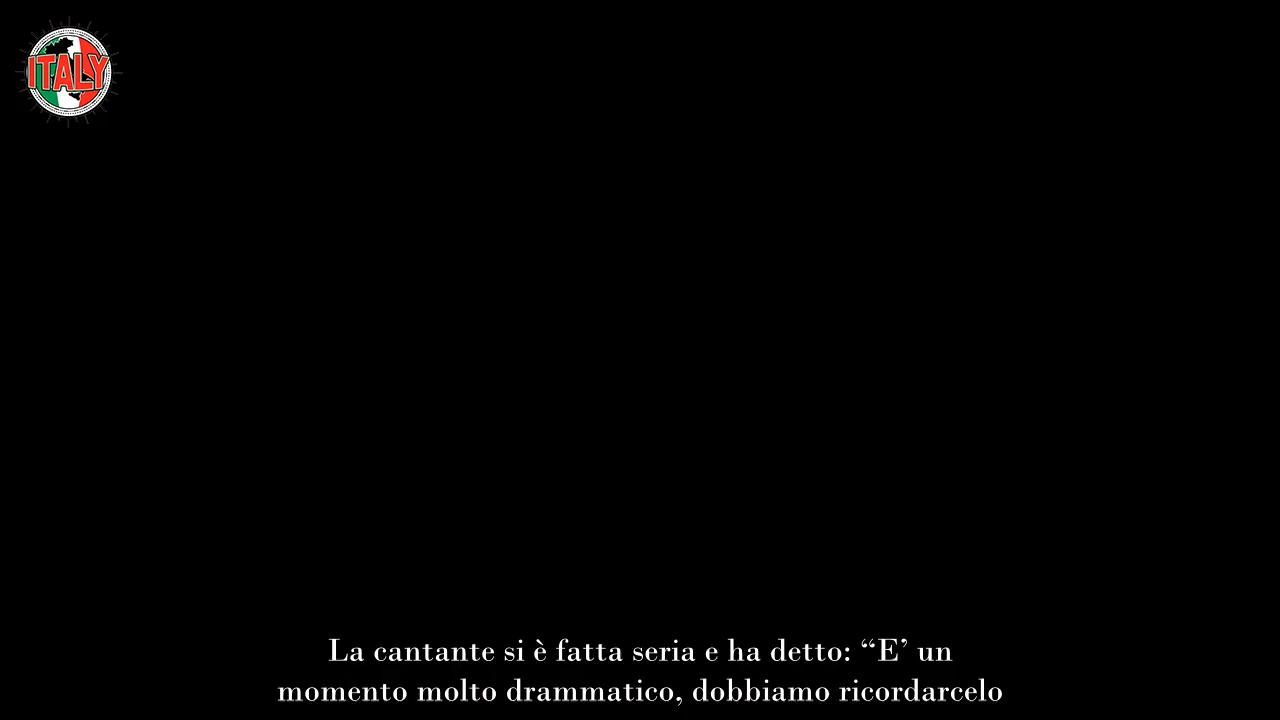 ITALY
La cantante si è fatta seria e ha detto: “E’ un
momento molto drammatico, dobbiamo ricordarcelo